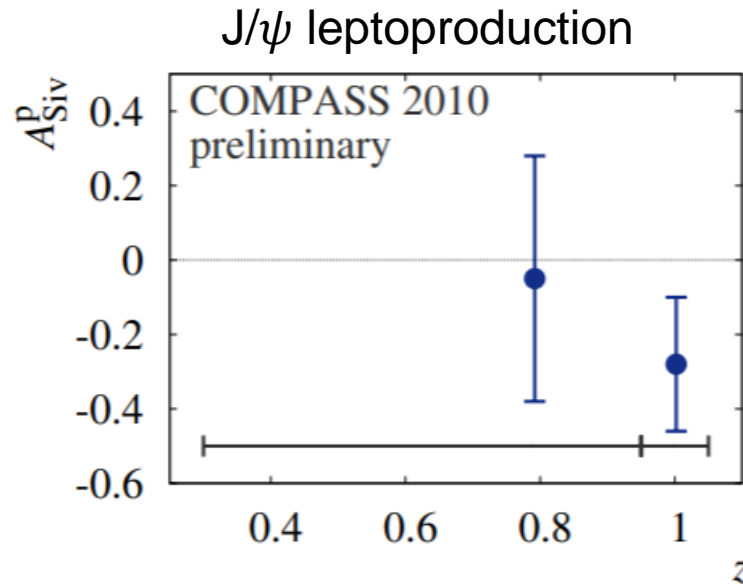 J/ψ leptoproduction
COMPASS 2010
preliminary
A^p_Siv
0.4
0.2
0
-0.2
-0.4
-0.6
0.4 0.6 0.8 1
z